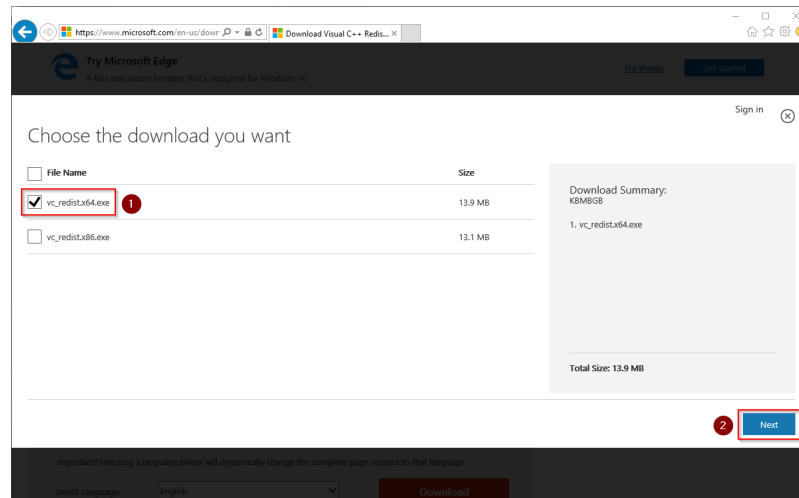 https://www.microsoft.com/en-us/dowr
Download Visual C++ Redis...
Try Microsoft Edge
A fast and secure browser that's designed for Windows 10
No thanks
Get started
Sign in
Choose the download you want
File Name Size
vc_redist.x64.exe 1 13.9 MB
vc_redist.x86.exe 13.1 MB
Download Summary:
KBMBGB
1. vc_redist.x64.exe
Total Size: 13.9 MB
2 Next
Important! Selecting a language below will dynamically change the complete page content to that language.
Select Language: English Download